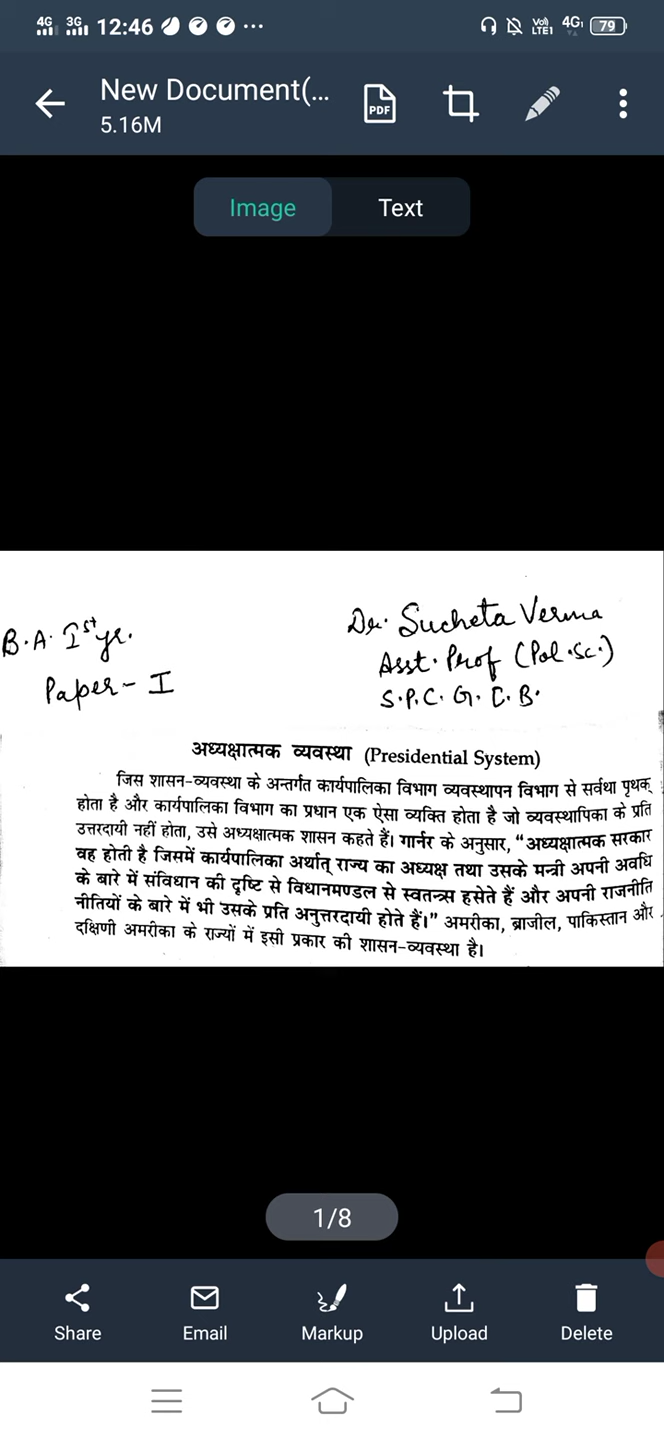 4G 3G 12:46 ... Vo) LTE1 4G 79
New Document(...
5.16M
PDF
Image Text
B.A. Ist yr.
Paper - I
Dr. Sucheta Verma
Asst. Prof (Pol.Sc.)
S.P.C. G.C.B.
अध्यक्षात्मक व्यवस्था (Presidential System)
जिस शासन-व्यवस्था के अन्तर्गत कार्यपालिका विभाग व्यवस्थापन विभाग से सर्वथा पृथक्
होता है और कार्यपालिका विभाग का प्रधान एक ऐसा व्यक्ति होता है जो व्यवस्थापिका के प्रति
उत्तरदायी नहीं होता, उसे अध्यक्षात्मक शासन कहते हैं। गार्नर के अनुसार, “अध्यक्षात्मक सरकार
वह होती है जिसमें कार्यपालिका अर्थात् राज्य का अध्यक्ष तथा उसके मन्त्री अपनी अवधि
के बारे में संविधान की दृष्टि से विधानमण्डल से स्वतन्त्र हसेते हैं और अपनी राजनीति
नीतियों के बारे में भी उसके प्रति अनुत्तरदायी होते हैं।” अमरीका, ब्राजील, पाकिस्तान और
दक्षिणी अमरीका के राज्यों में इसी प्रकार की शासन-व्यवस्था है।
1/8
Share Email Markup Upload Delete